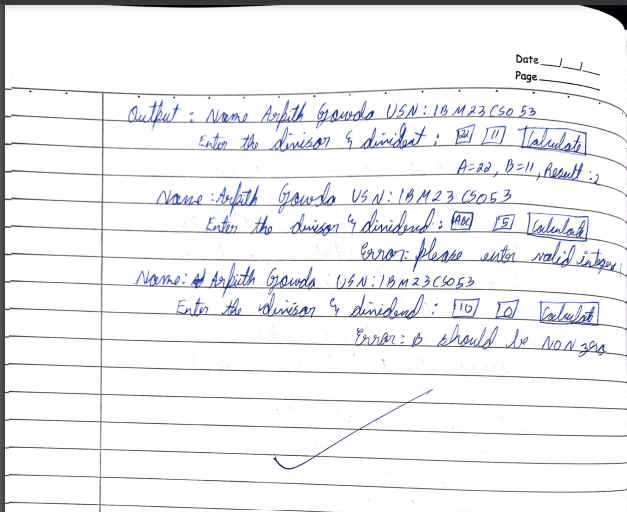 Date
Page
Output : Name Arpith Gowda USN: 1BM23CS053
Enter the divisor & divident : 22 11 Calculate
A=22, B=11, Result :2
Name : Arpith Gowda USN: 1BM23CS053
Enter the divisor & dividend : ABC 5 Calculate
Error: please enter valid integers
Name: Arpith Gowda USN: 1BM23CS053
Enter the divisor & dividend : 10 0 Calculate
Error: B should be NON zero